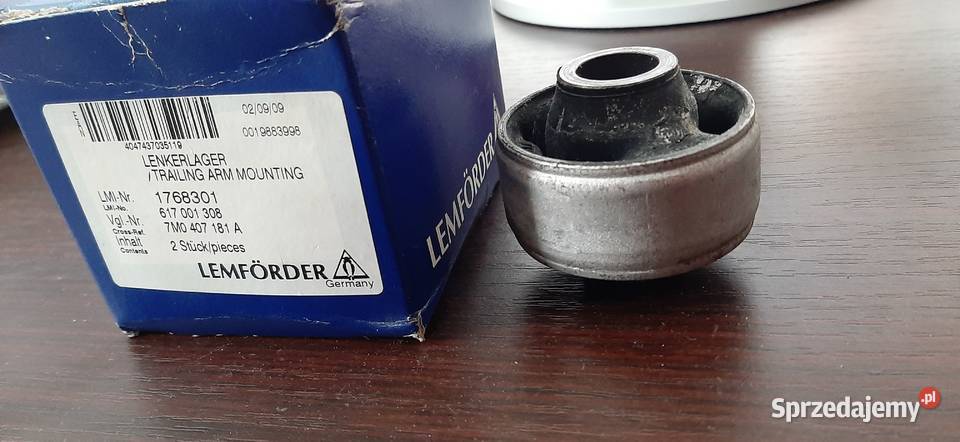 02/09/09
0019883998
4047437035119
LENKERLAGER
/TRAILING ARM MOUNTING
LMI-Nr. 1768301
LMI-No. 617 001 308
Vgl.-Nr. 7M0 407 181 A
Cross-Ref.
Inhalt 2 Stück/pieces
Contents
LEMFÖRDER
Germany
LEMFÖRDER
Sprzedajemy.pl